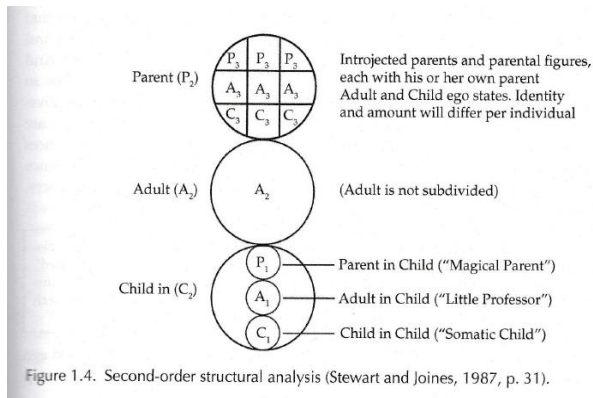 P₃ P₃ P₃
A₃ A₃ A₃
C₃ C₃ C₃
Parent (P₂)
Introjected parents and parental figures,
each with his or her own parent
Adult and Child ego states. Identity
and amount will differ per individual
Adult (A₂)
A₂
(Adult is not subdivided)
Child in (C₂)
P₁
Parent in Child ("Magical Parent")
A₁
Adult in Child ("Little Professor")
C₁
Child in Child ("Somatic Child")
Figure 1.4. Second-order structural analysis (Stewart and Joines, 1987, p. 31).